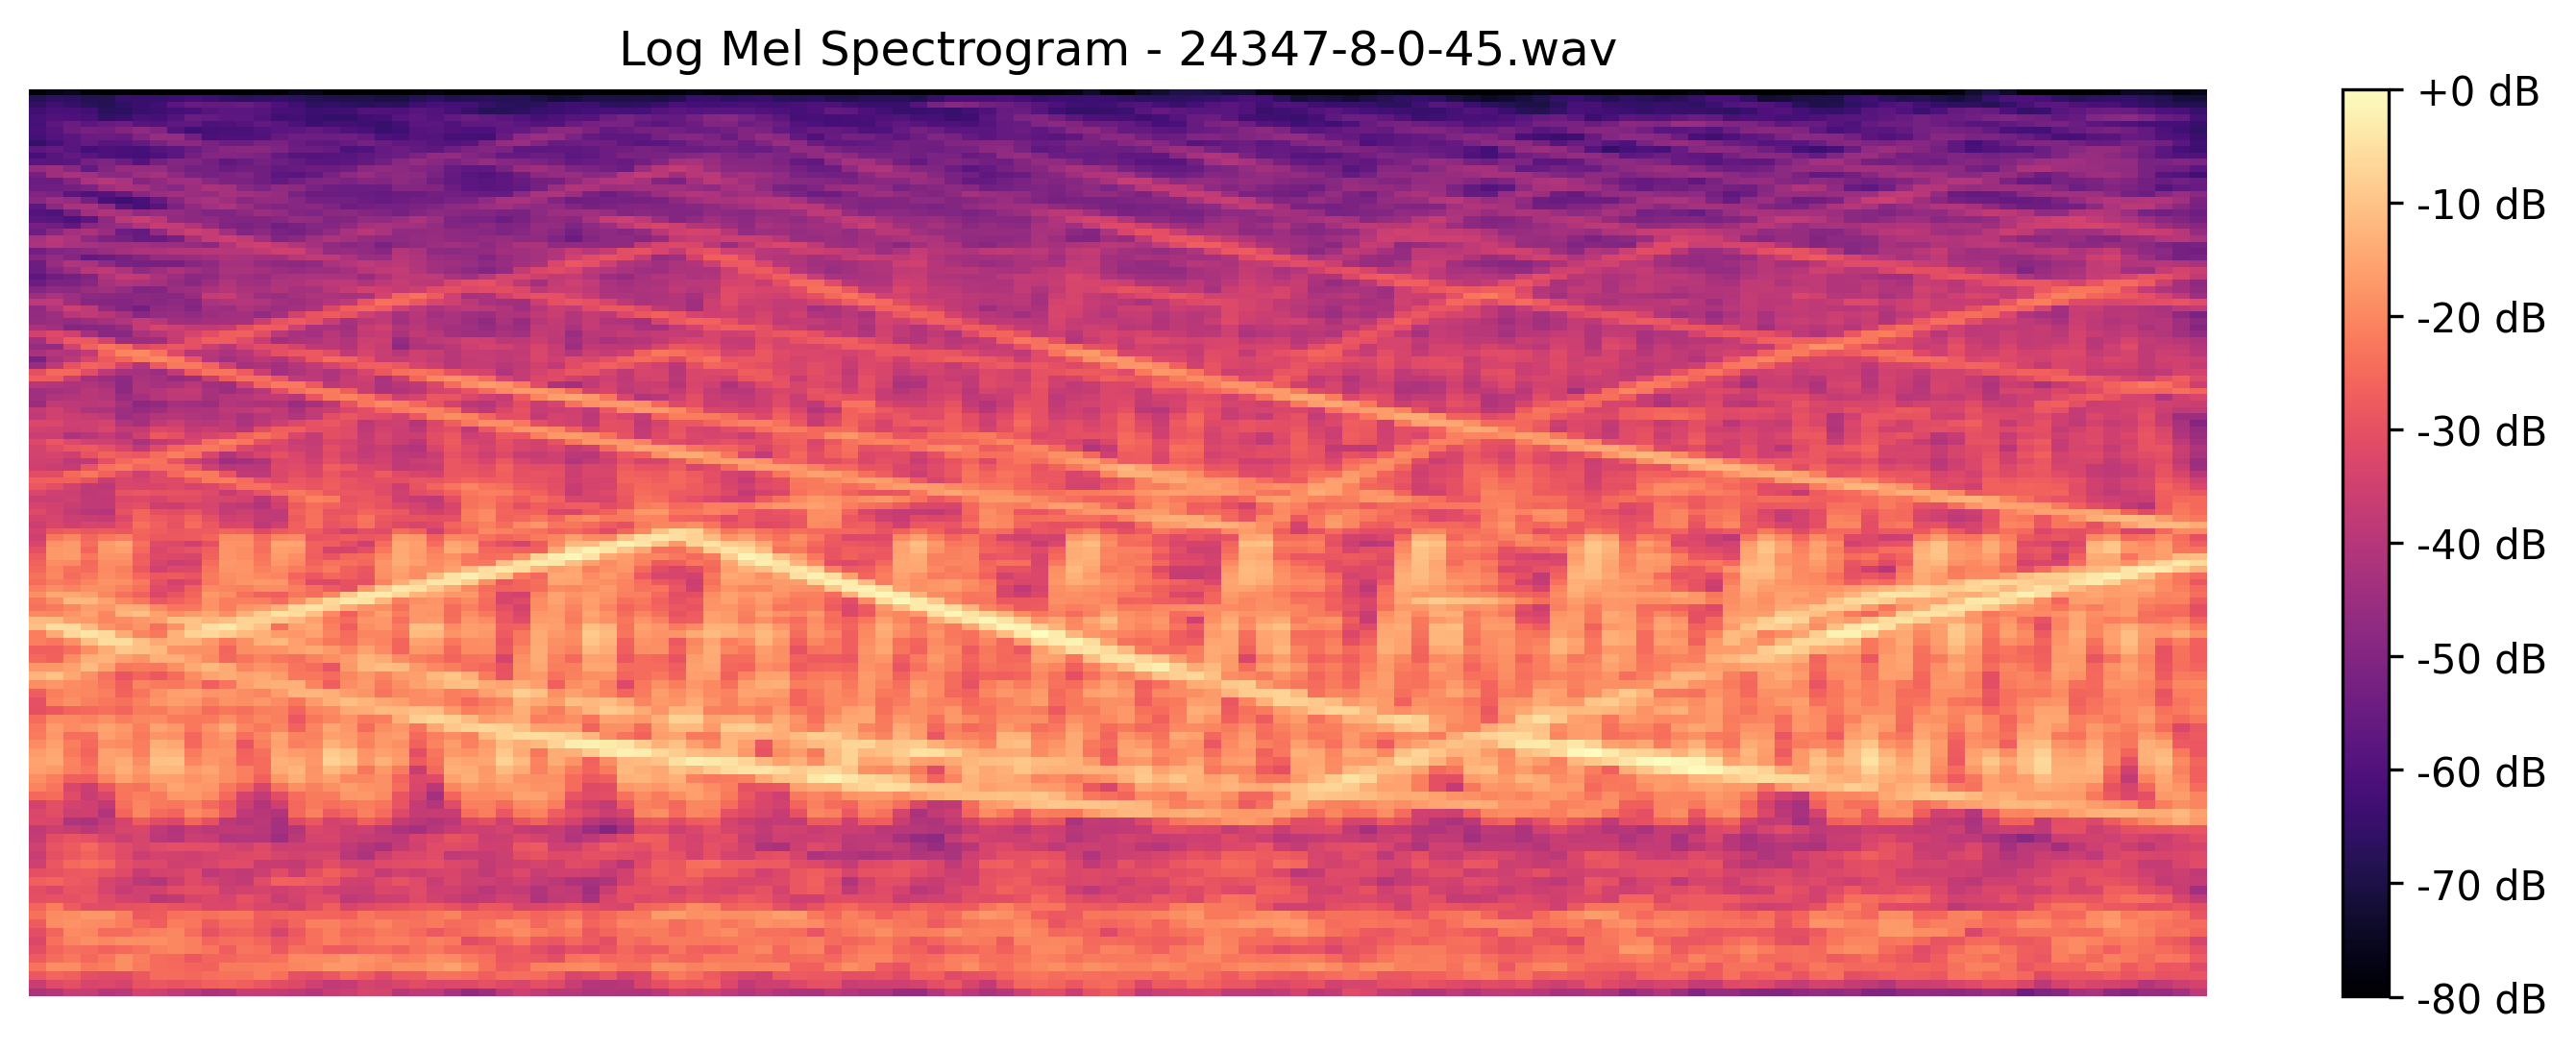 Log Mel Spectrogram - 24347-8-0-45.wav
+0 dB
-10 dB
-20 dB
-30 dB
-40 dB
-50 dB
-60 dB
-70 dB
-80 dB